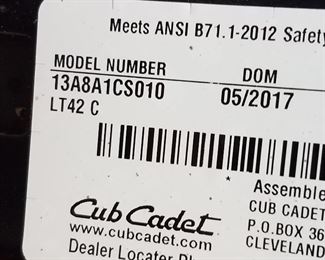 Meets ANSI B71.1-2012 Safety
MODEL NUMBER DOM
13A8A1CS010 05/2017
LT42 C
Assemble
Cub Cadet CUB CADET
www.cubcadet.com P.O.BOX 36
Dealer Locator CLEVELAND